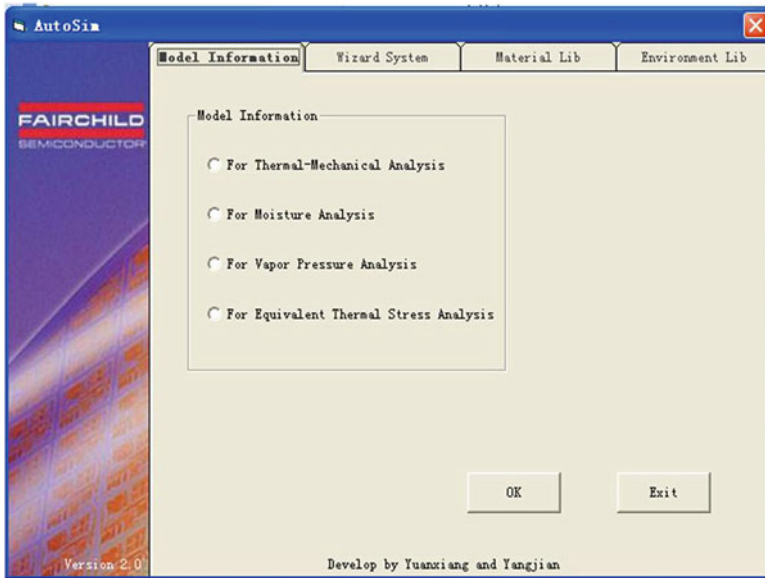 AutoSim
Model Information
Wizard System
Material Lib
Environment Lib
FAIRCHILD
SEMICONDUCTOR
Model Information
For Thermal-Mechanical Analysis
For Moisture Analysis
For Vapor Pressure Analysis
For Equivalent Thermal Stress Analysis
OK
Exit
Version 2.0
Develop by Yuanxiang and Yangjian